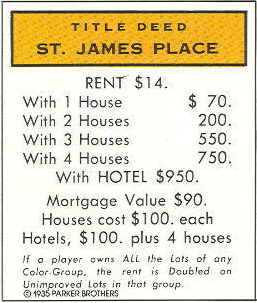 TITLE DEED
ST. JAMES PLACE
RENT $14.
With 1 House $ 70.
With 2 Houses 200.
With 3 Houses 550.
With 4 Houses 750.
With HOTEL $950.
Mortgage Value $90.
Houses cost $100. each
Hotels, $100. plus 4 houses
If a player owns ALL the Lots of any
Color-Group, the rent is Doubled on
Unimproved Lots in that group.
© 1935 PARKER BROTHERS